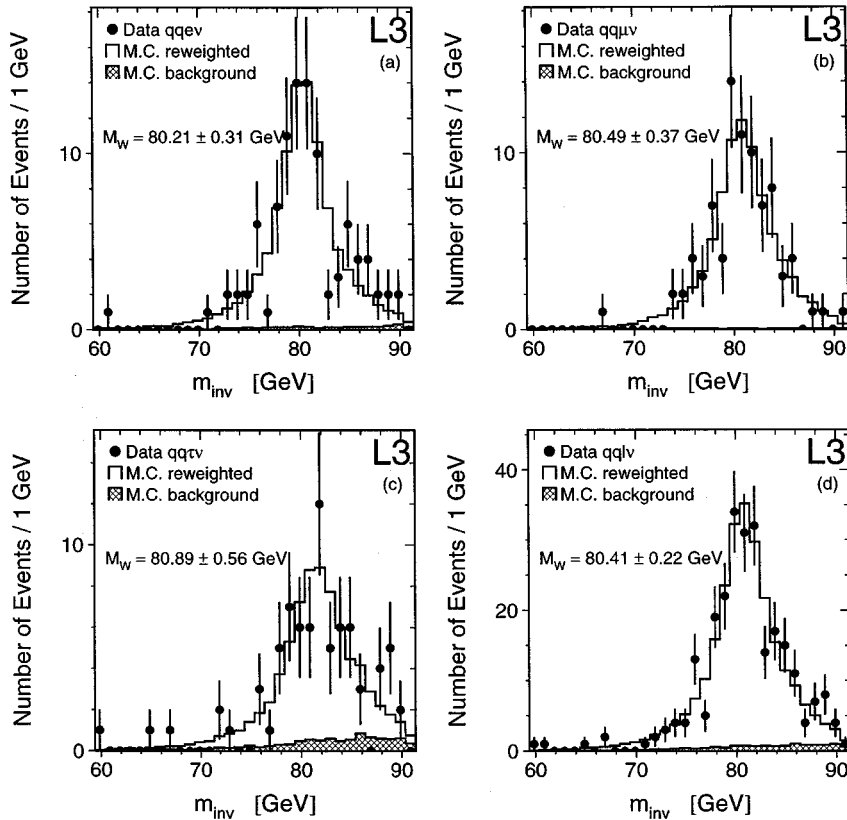 L3
● Data qqeν
M.C. reweighted
(a)
M.C. background
M_W = 80.21 ± 0.31 GeV
Number of Events / 1 GeV
10
0
60 70 80 90
m_inv [GeV]
L3
● Data qqμν
M.C. reweighted
(b)
M.C. background
M_W = 80.49 ± 0.37 GeV
Number of Events / 1 GeV
10
0
60 70 80 90
m_inv [GeV]
L3
● Data qqτν
M.C. reweighted
(c)
M.C. background
M_W = 80.89 ± 0.56 GeV
Number of Events / 1 GeV
10
0
60 70 80 90
m_inv [GeV]
L3
● Data qqlν
M.C. reweighted
(d)
M.C. background
M_W = 80.41 ± 0.22 GeV
Number of Events / 1 GeV
40
20
0
60 70 80 90
m_inv [GeV]